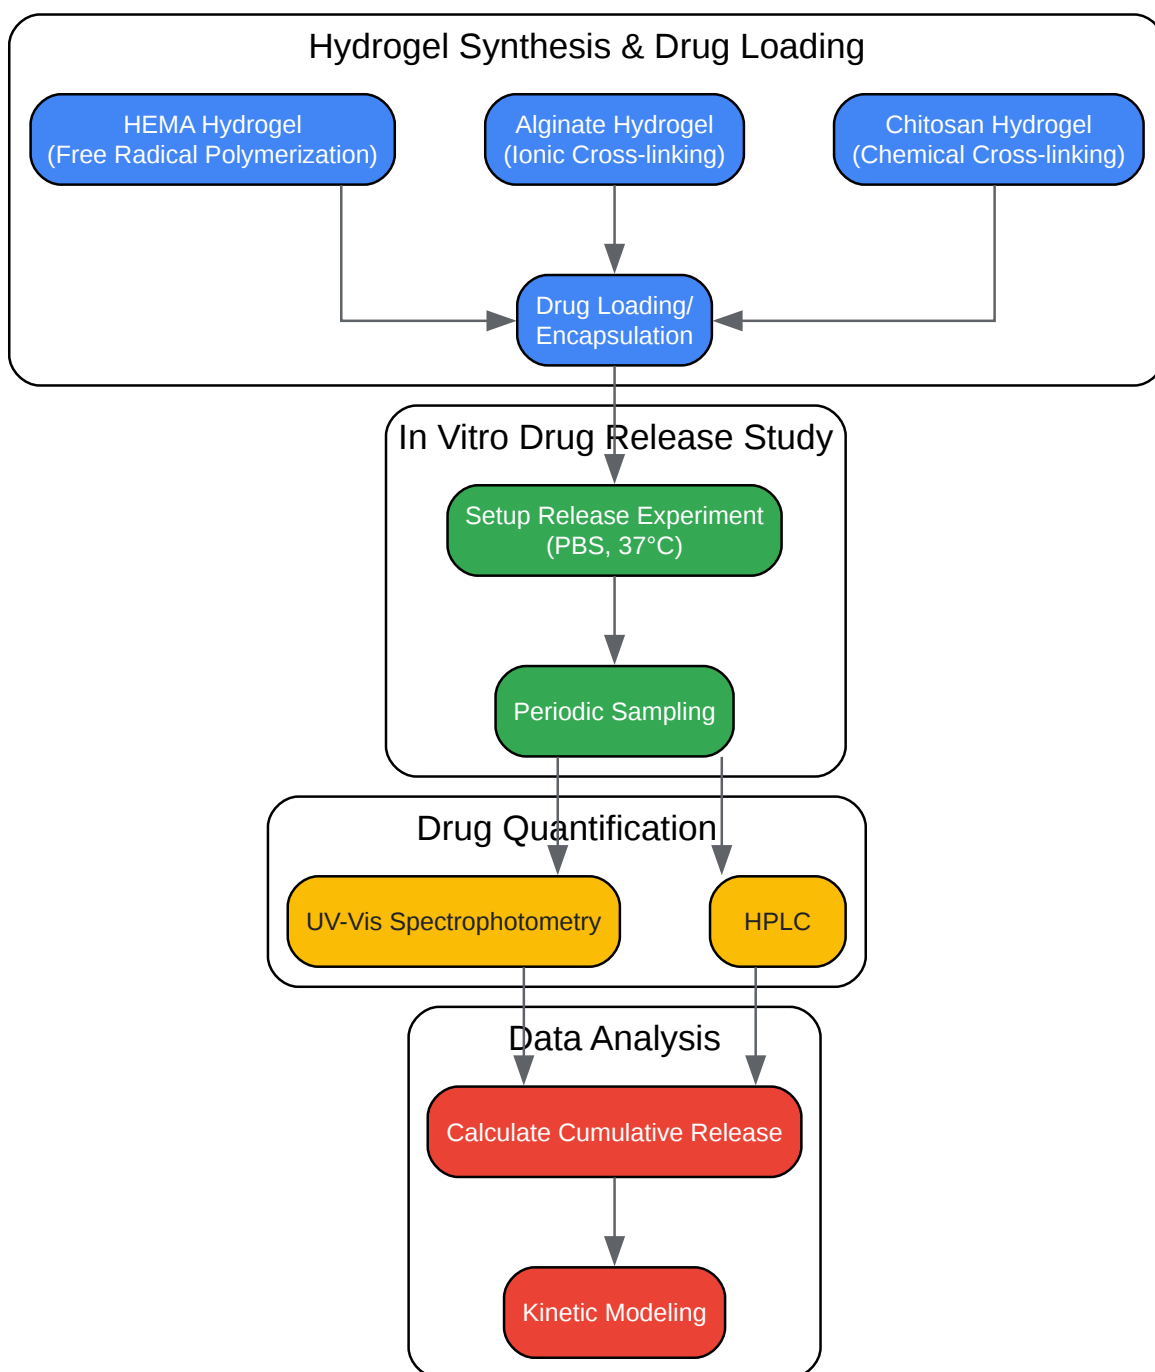 Hydrogel Synthesis & Drug Loading
HEMA Hydrogel
(Free Radical Polymerization)
Alginate Hydrogel
(Ionic Cross-linking)
Chitosan Hydrogel
(Chemical Cross-linking)
Drug Loading/
Encapsulation
In Vitro Drug Release Study
Setup Release Experiment
(PBS, 37°C)
Periodic Sampling
Drug Quantification
UV-Vis Spectrophotometry
HPLC
Data Analysis
Calculate Cumulative Release
Kinetic Modeling